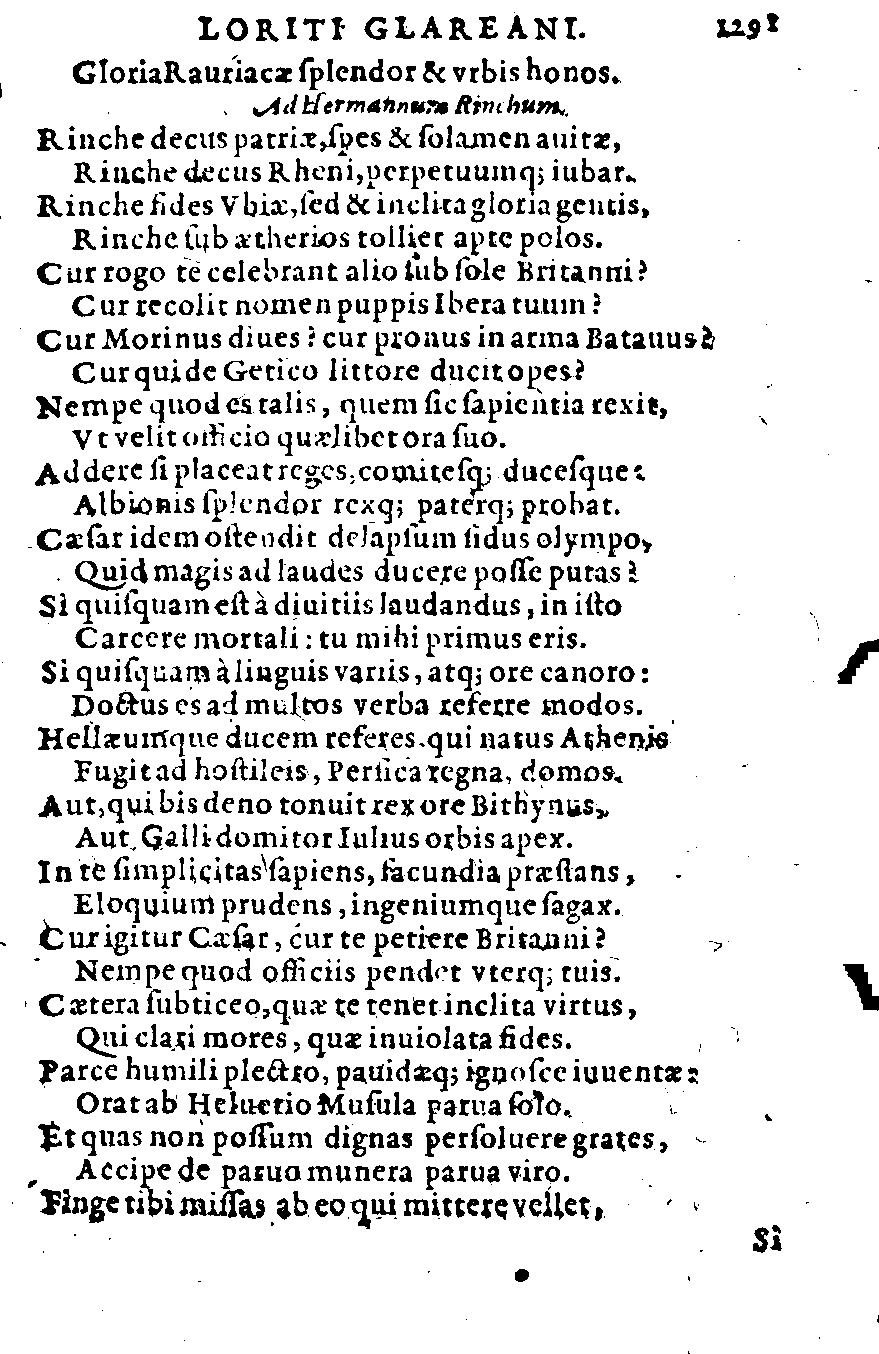 LORITI GLAREANI. 1291
Gloria Rauriacæ ſplendor & vrbis honos.
Ad Hermannum Rinchum.
Rinche decus patriæ, ſpes & ſolamen auitæ,
Rinche decus Rheni, perpetuumq; iubar.
Rinche fides Vbiæ, ſed & inclita gloria gentis,
Rinche ſub ætherios tollier apte polos.
Cur rogo te celebrant alio ſub ſole Britanni?
Cur recolit nomen puppis Ibera tuum?
Cur Morinus diues? cur pronus in arma Batauus?
Cur qui de Getico littore ducit opes?
Nempe quod es talis, quem ſic ſapientia rexit,
Vt velit officio quælibet ora ſuo.
Addere ſi placeat reges, comiteſq; duceſque:
Albionis ſplendor rexq; paterq; probat.
Cæſar idem oſtendit delapſum ſidus olympo,
Quid magis ad laudes ducere poſſe putas?
Si quiſquam eſt à diuitiis laudandus, in iſto
Carcere mortali: tu mihi primus eris.
Si quiſquam à linguis variis, atq; ore canoro:
Doctus es ad multos verba referre modos.
Hellæumque ducem referes. qui natus Athenis
Fugit ad hoſtileis, Perſica regna, domos.
Aut, qui bis deno tonuit rex ore Bithynus,
Aut Galli domitor Iulius orbis apex.
In te ſimplicitas ſapiens, facundia præſtans,
Eloquium prudens, ingeniumque ſagax.
Cur igitur Cæſar, cur te petiere Britanni?
Nempe quod officiis pendet vterq; tuis.
Cætera ſubticeo, quæ te tenet inclita virtus,
Qui clari mores, quæ inuiolata fides.
Parce humili plectro, pauidæq; ignoſce iuuentæ:
Orat ab Heluetio Muſula parua ſolo.
Et quas non poſſum dignas perſoluere grates,
Accipe de paruo munera parua viro.
Finge tibi miſſas ab eo qui mittere vellet,
Si